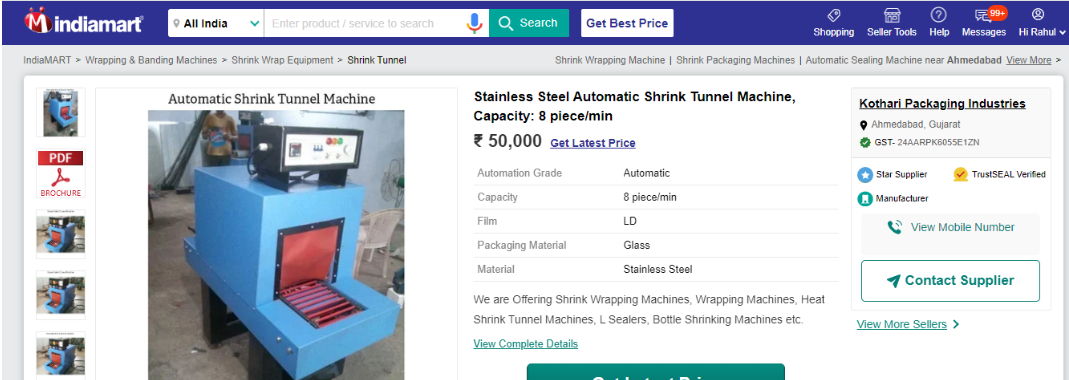 indiamart
All India
Enter product / service to search
Search
Get Best Price
99+
Shopping
Seller Tools
Help
Messages
Hi Rahul
IndiaMART > Wrapping & Banding Machines > Shrink Wrap Equipment > Shrink Tunnel
Shrink Wrapping Machine | Shrink Packaging Machines | Automatic Sealing Machine near Ahmedabad View More >
PDF
BROCHURE
Automatic Shrink Tunnel Machine
Stainless Steel Automatic Shrink Tunnel Machine,
Capacity: 8 piece/min
₹ 50,000 Get Latest Price
Automation Grade Automatic
Capacity 8 piece/min
Film LD
Packaging Material Glass
Material Stainless Steel
We are Offering Shrink Wrapping Machines, Wrapping Machines, Heat
Shrink Tunnel Machines, L Sealers, Bottle Shrinking Machines etc.
View Complete Details
Get Latest Price
Kothari Packaging Industries
Ahmedabad, Gujarat
GST- 24AARPK6055E1ZN
Star Supplier
TrustSEAL Verified
Manufacturer
View Mobile Number
Contact Supplier
View More Sellers >